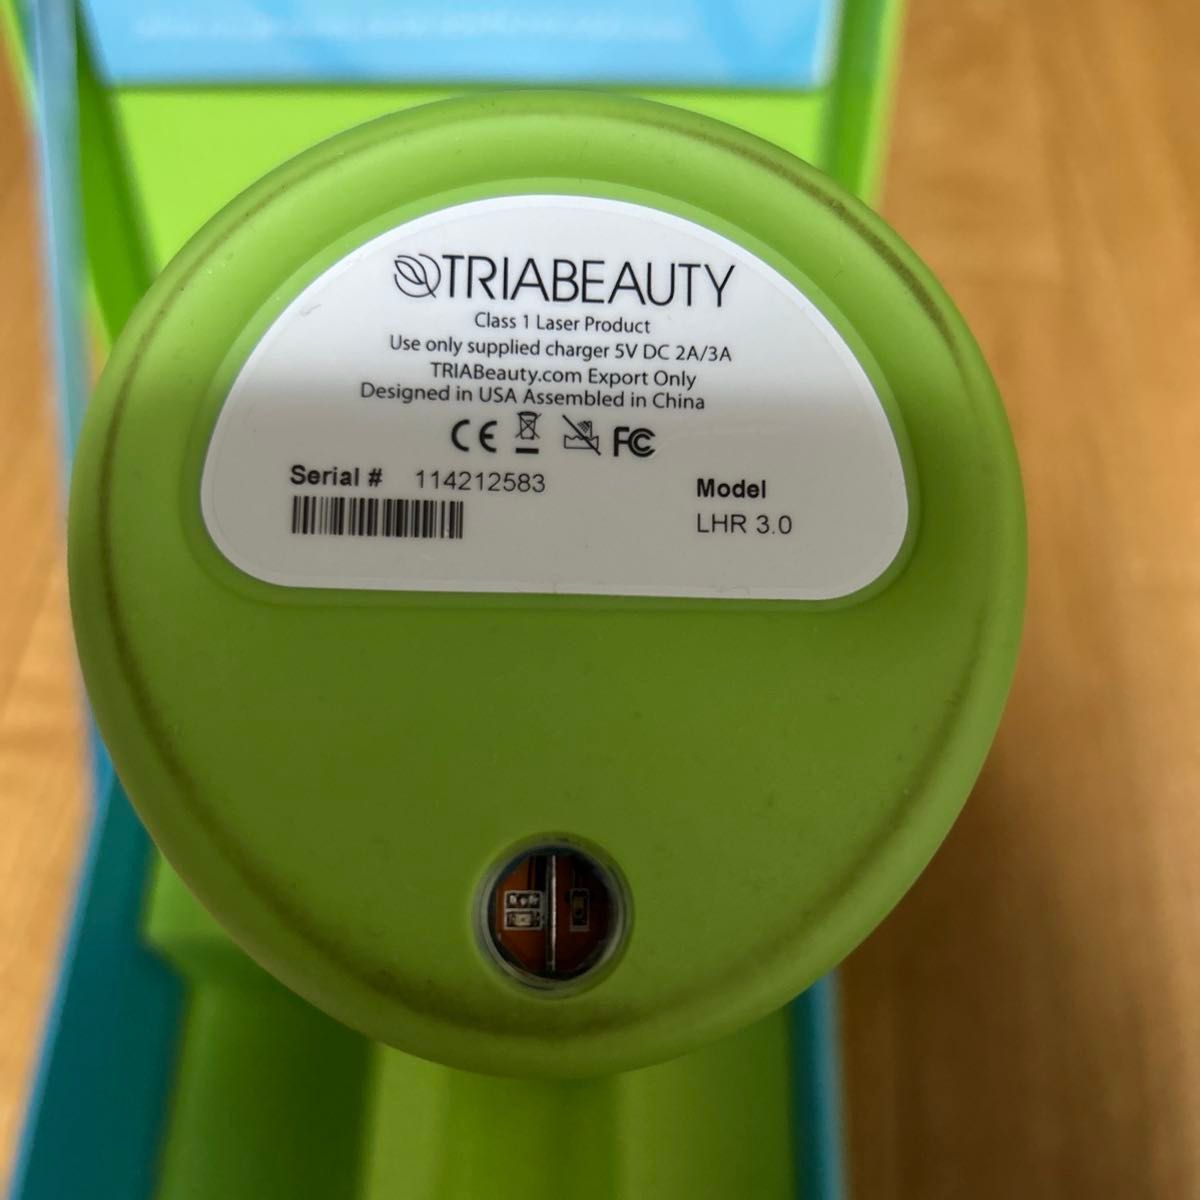 TRIABEAUTY
Class 1 Laser Product
Use only supplied charger 5V DC 2A/3A
TRIABeauty.com Export Only
Designed in USA Assembled in China
CE FC
Serial # 114212583
Model
LHR 3.0